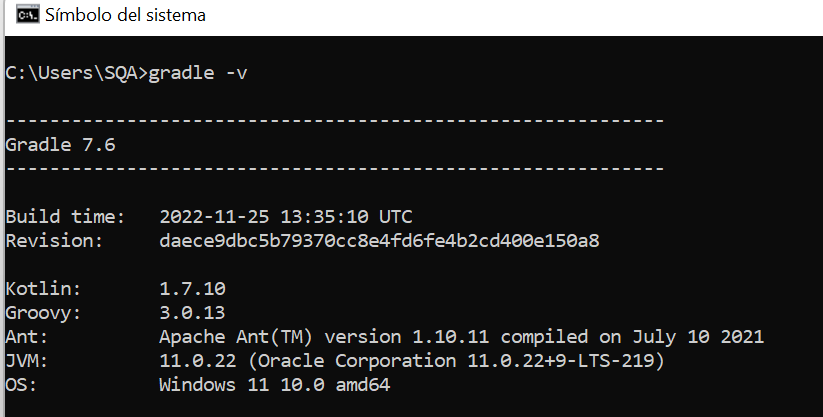 Símbolo del sistema
C:\Users\SQA>gradle -v
------------------------------------------------------------
Gradle 7.6
------------------------------------------------------------
Build time:   2022-11-25 13:35:10 UTC
Revision:     daece9dbc5b79370cc8e4fd6fe4b2cd400e150a8
Kotlin:       1.7.10
Groovy:       3.0.13
Ant:          Apache Ant(TM) version 1.10.11 compiled on July 10 2021
JVM:          11.0.22 (Oracle Corporation 11.0.22+9-LTS-219)
OS:           Windows 11 10.0 amd64